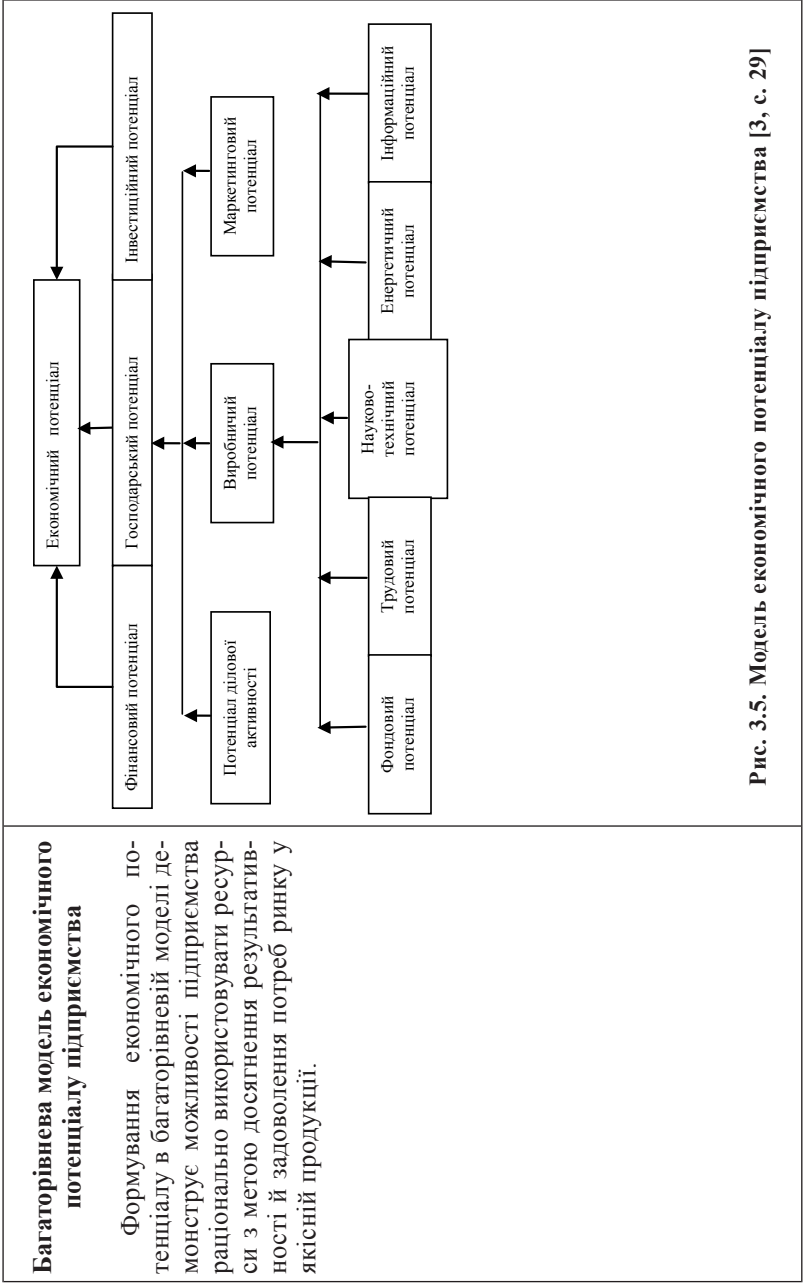 Багаторівнева модель економічного
потенціалу підприємства
Формування економічного по-
тенціалу в багаторівневій моделі де-
монструє можливості підприємства
раціонально використовувати ресур-
си з метою досягнення результатив-
ності й задоволення потреб ринку у
якісній продукції.
Економічний потенціал
Фінансовий потенціал
Господарський потенціал
Інвестиційний потенціал
Потенціал ділової
активності
Виробничий
потенціал
Маркетинговий
потенціал
Фондовий
потенціал
Трудовий
потенціал
Науково-
технічний
потенціал
Енергетичний
потенціал
Інформаційний
потенціал
Рис. 3.5. Модель економічного потенціалу підприємства [3, с. 29]